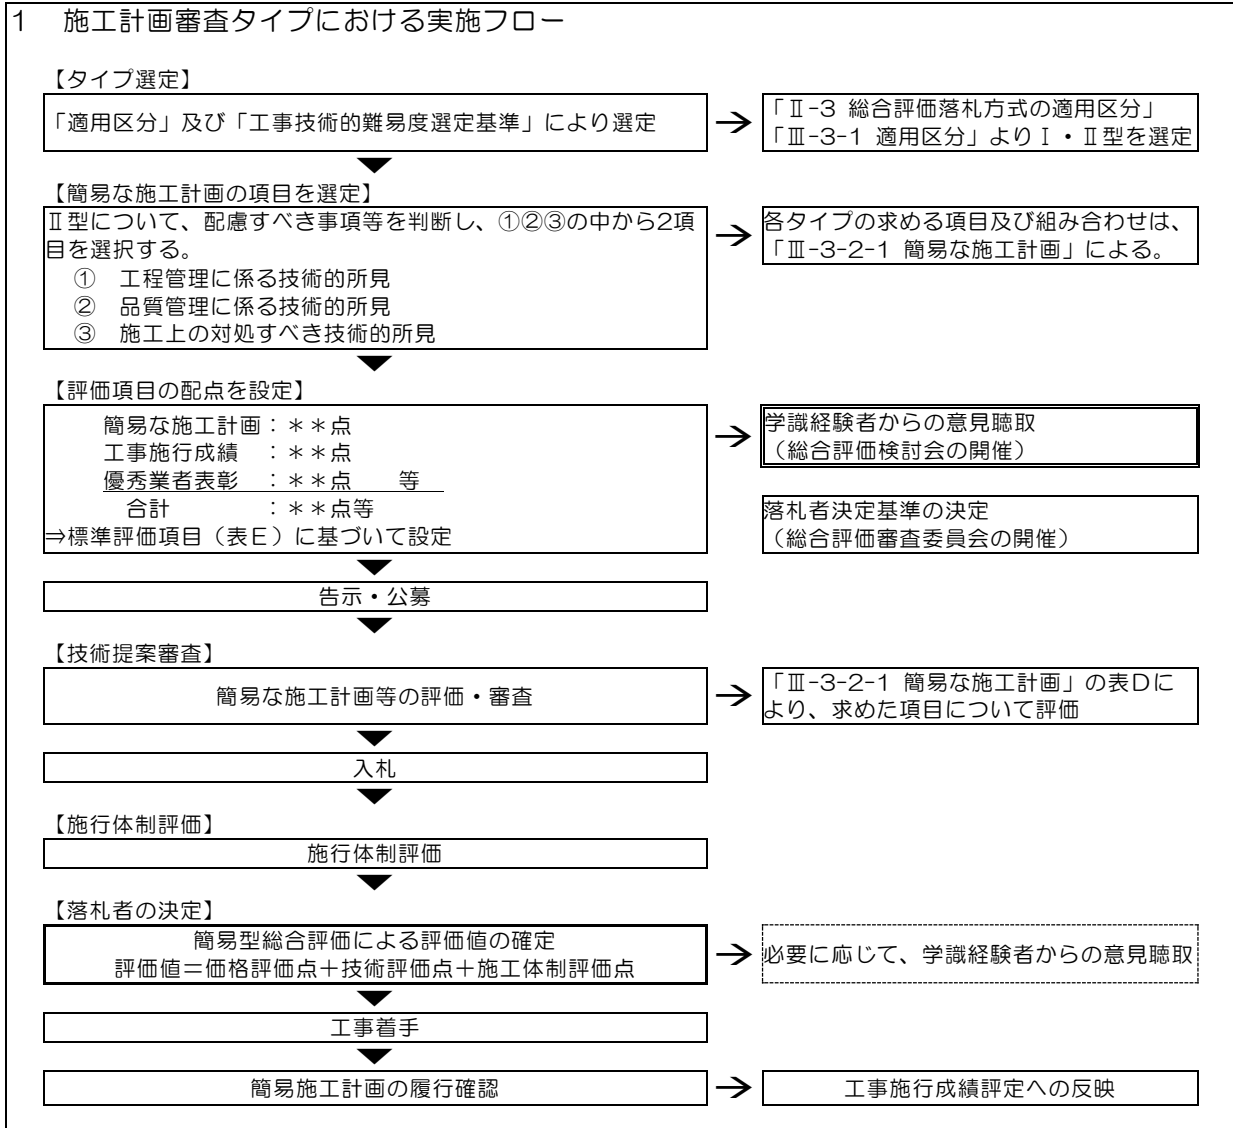 1　施工計画審査タイプにおける実施フロー
【タイプ選定】
「適用区分」及び「工事技術的難易度選定基準」により選定
→
「Ⅱ-3 総合評価落札方式の適用区分」
「Ⅲ-3-1 適用区分」よりⅠ・Ⅱ型を選定
【簡易な施工計画の項目を選定】
Ⅱ型について、配慮すべき事項等を判断し、①②③の中から2項
目を選択する。
①　工程管理に係る技術的所見
②　品質管理に係る技術的所見
③　施工上の対処すべき技術的所見
→
各タイプの求める項目及び組み合わせは、
「Ⅲ-3-2-1 簡易な施工計画」による。
【評価項目の配点を設定】
簡易な施工計画：＊＊点
工事施行成績　：＊＊点
優秀業者表彰　：＊＊点　　等
合計　　　　：＊＊点等
⇒標準評価項目（表E）に基づいて設定
→
学識経験者からの意見聴取
（総合評価検討会の開催）
落札者決定基準の決定
（総合評価審査委員会の開催）
告示・公募
【技術提案審査】
簡易な施工計画等の評価・審査
→
「Ⅲ-3-2-1 簡易な施工計画」の表Dに
より、求めた項目について評価
入札
【施行体制評価】
施行体制評価
【落札者の決定】
簡易型総合評価による評価値の確定
評価値＝価格評価点＋技術評価点＋施工体制評価点
→
必要に応じて、学識経験者からの意見聴取
工事着手
簡易施工計画の履行確認
→
工事施行成績評定への反映